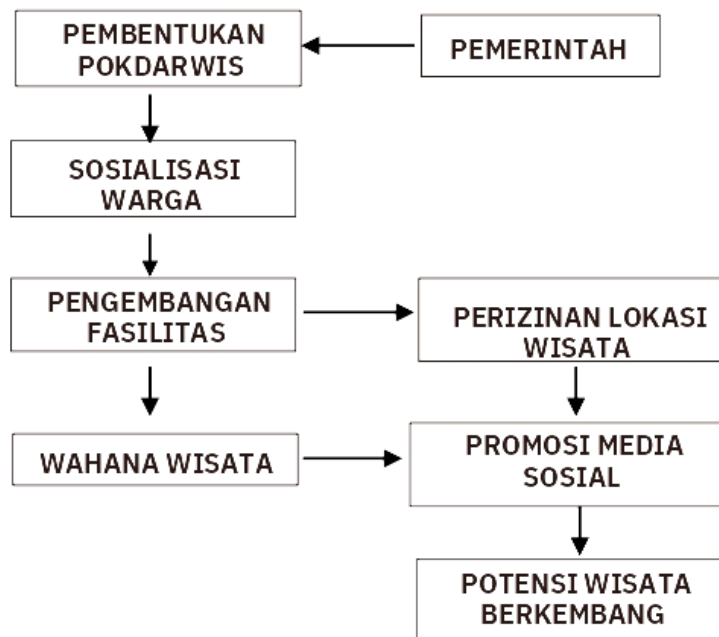 PEMBENTUKAN
POKDARWIS
PEMERINTAH
SOSIALISASI
WARGA
PENGEMBANGAN
FASILITAS
PERIZINAN LOKASI
WISATA
WAHANA WISATA
PROMOSI MEDIA
SOSIAL
POTENSI WISATA
BERKEMBANG